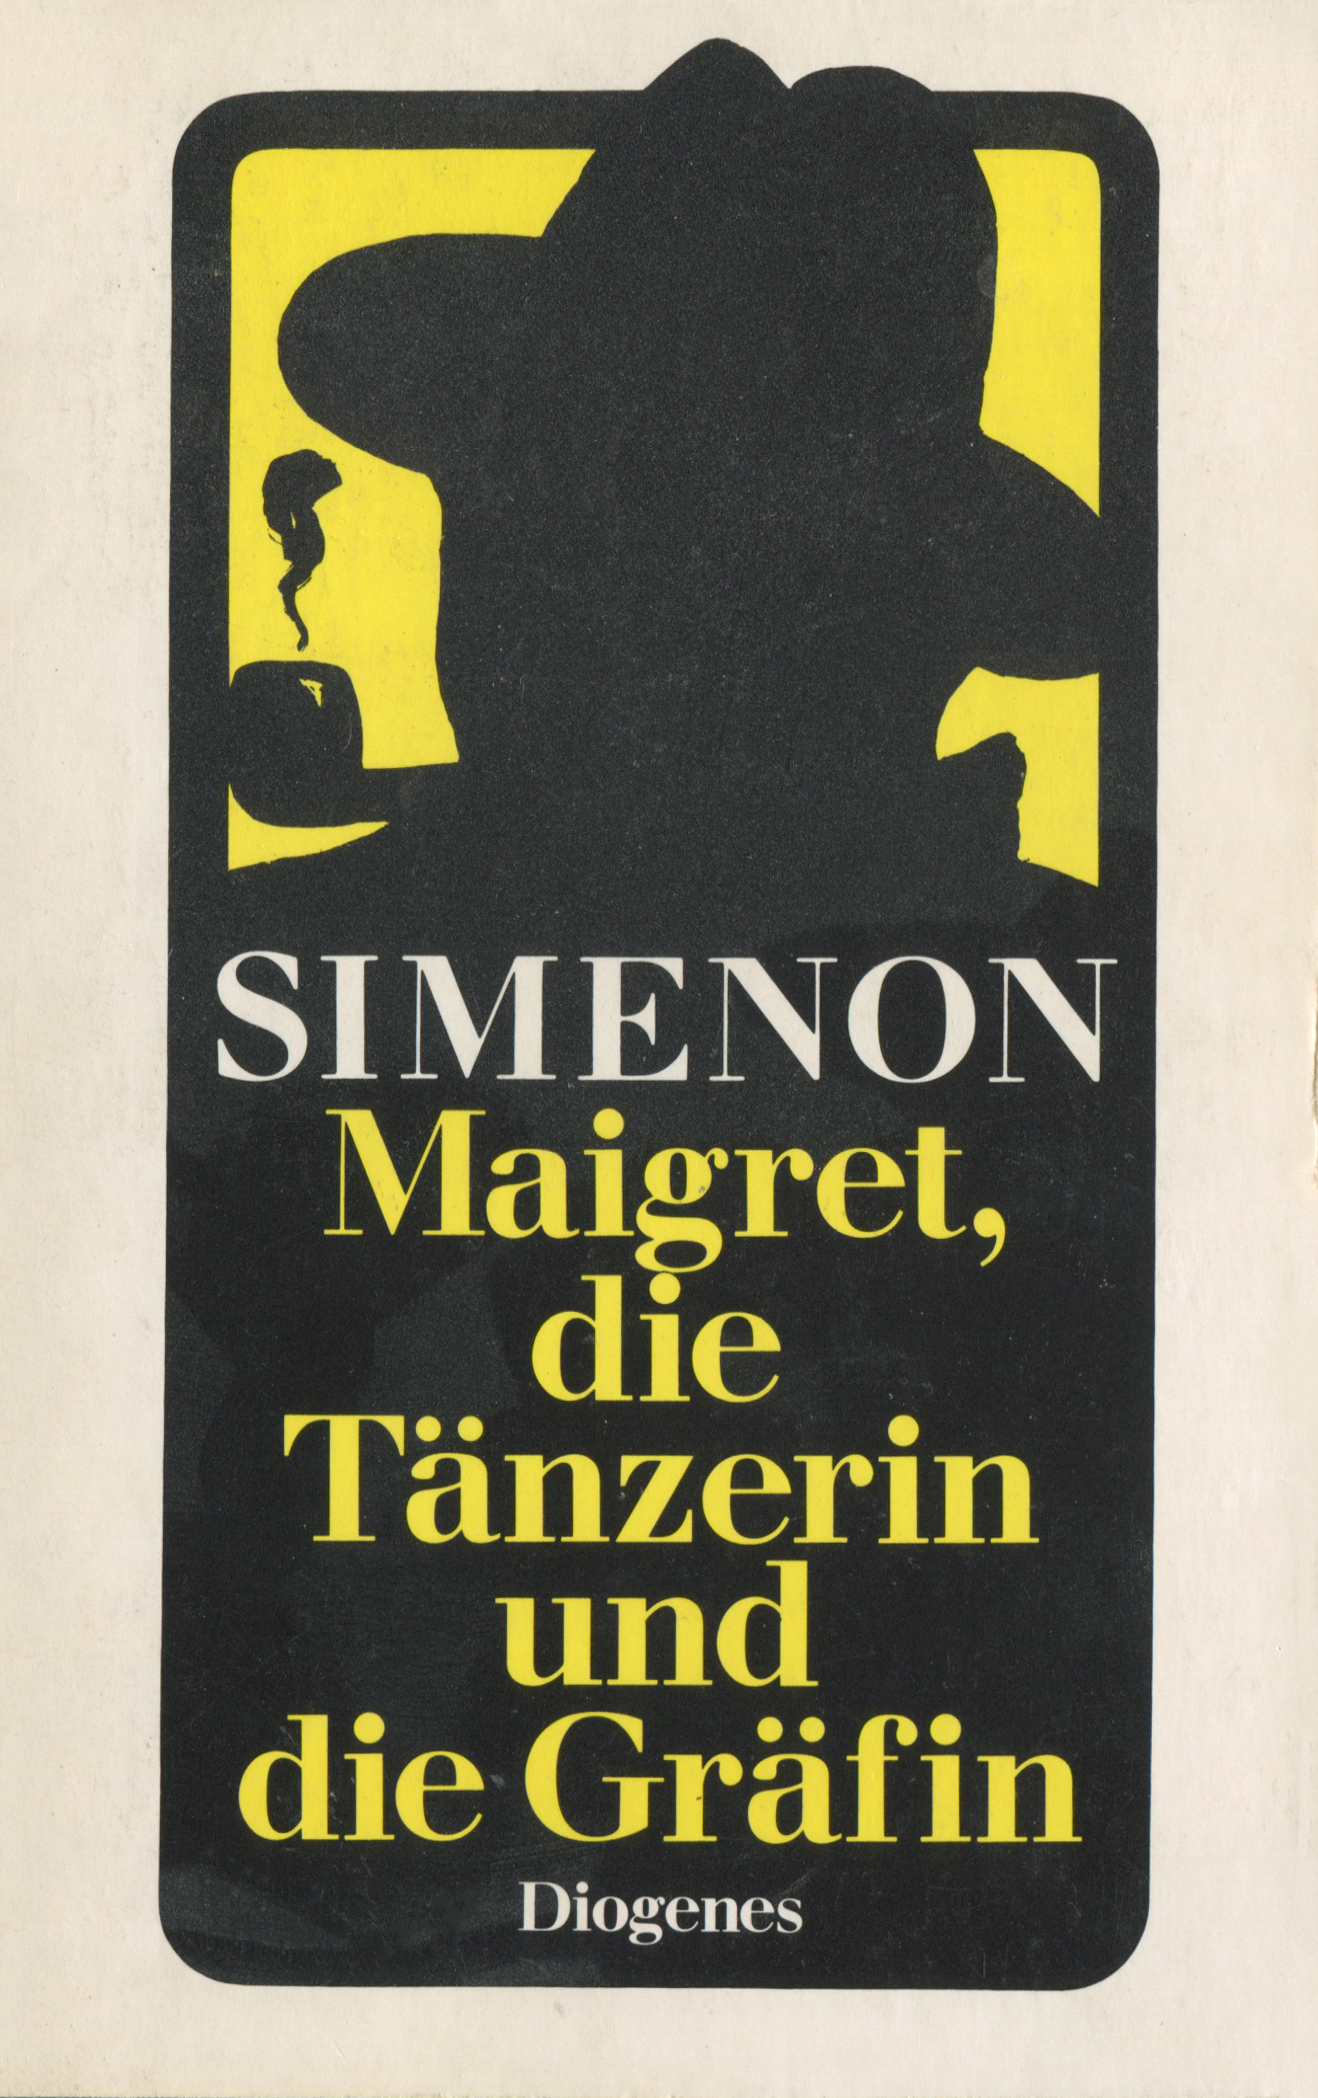 SIMENON
Maigret,
die
Tänzerin
und
die Gräfin
Diogenes